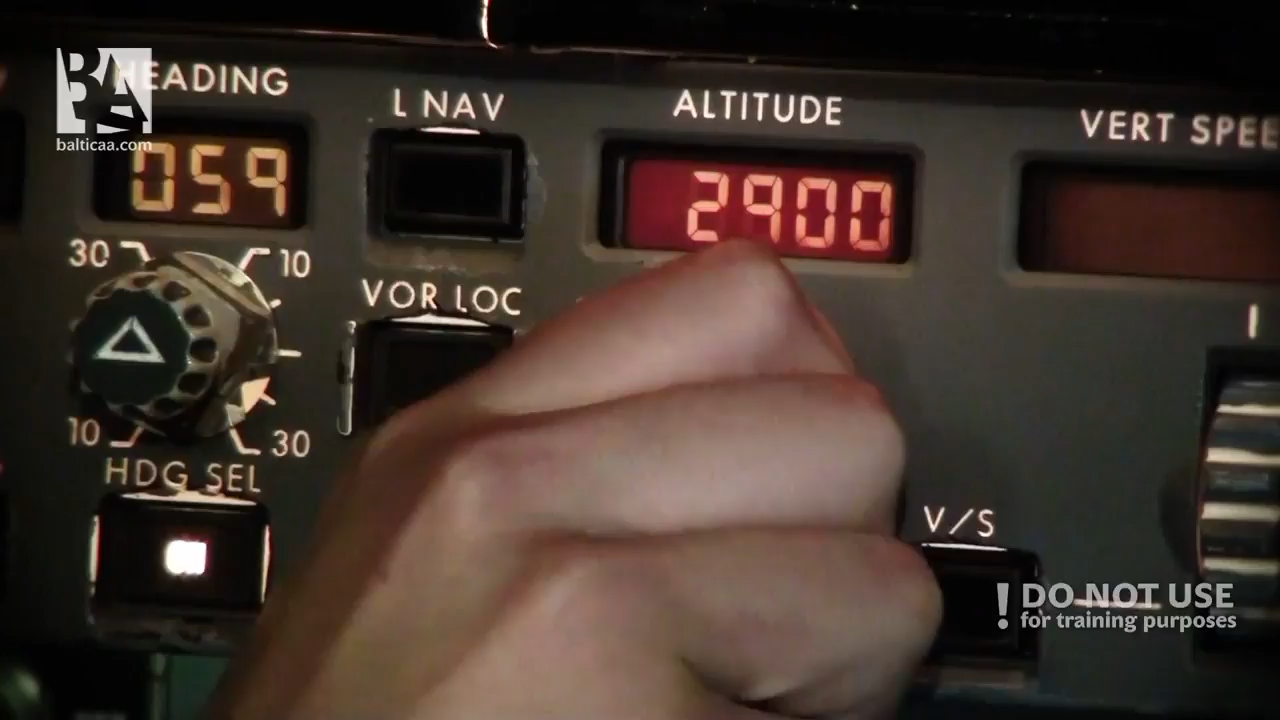 BA
balticaa.com
HEADING
L NAV
ALTITUDE
VERT SPEE
059
2900
30
10
VOR LOC
10
30
HDG SEL
V/S
! DO NOT USE
for training purposes